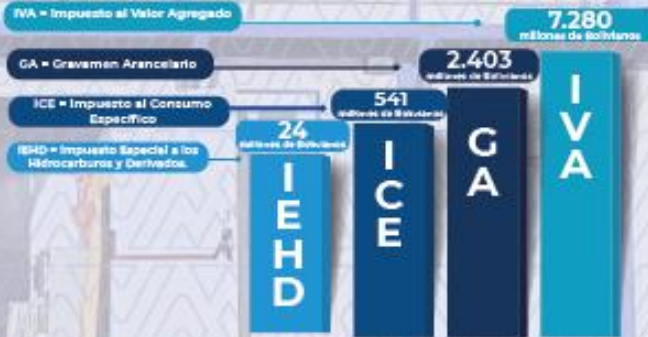 IVA = Impuesto al Valor Agregado
7.280
millones de Bolivianos
GA = Gravamen Arancelario
2.403
millones de Bolivianos
ICE = Impuesto al Consumo
Específico
541
millones de Bolivianos
IEHD = Impuesto Especial a los
Hidrocarburos y Derivados.
24
millones de Bolivianos
IEHD
ICE
GA
IVA